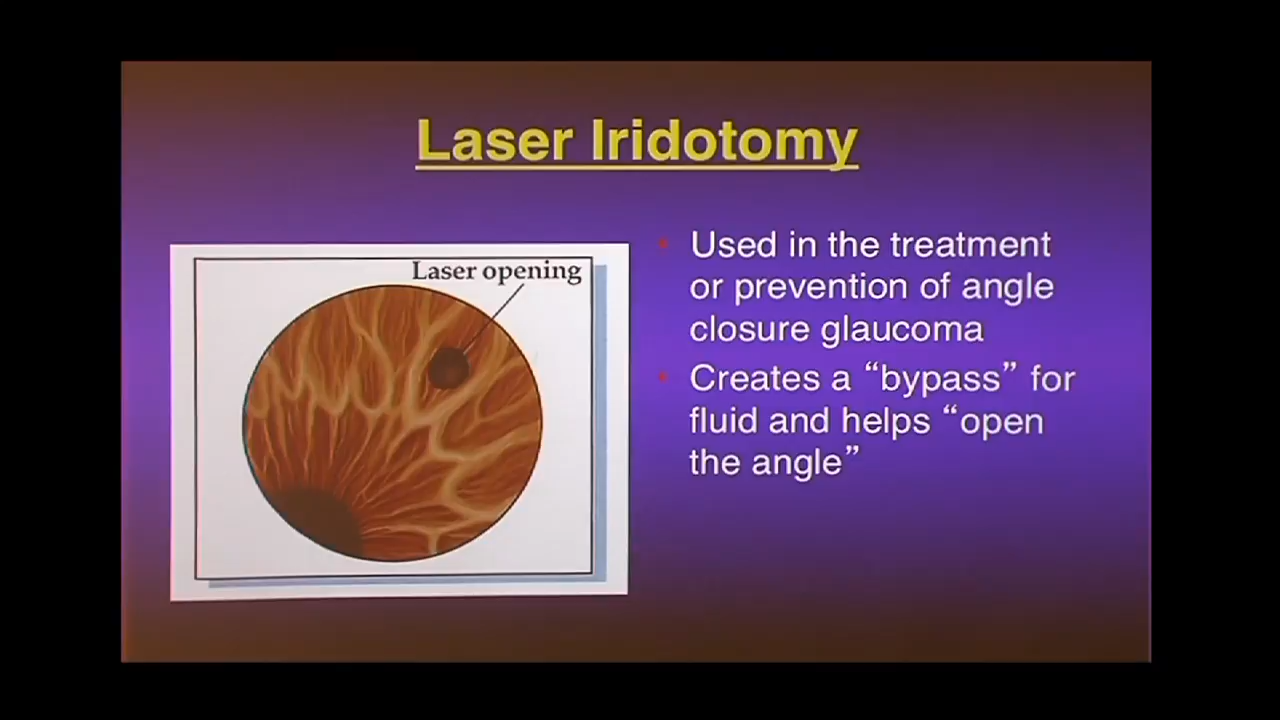 Laser Iridotomy
Laser opening
• Used in the treatment
or prevention of angle
closure glaucoma
• Creates a “bypass” for
fluid and helps “open
the angle”